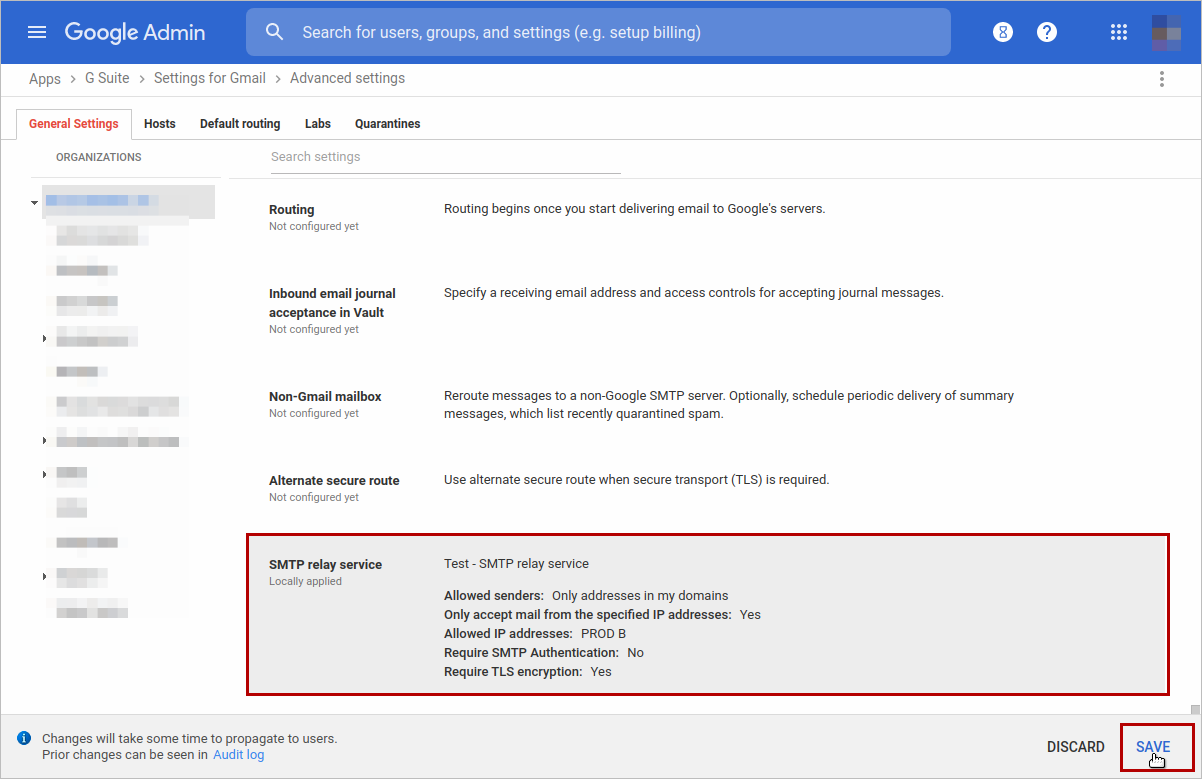 Google Admin
Search for users, groups, and settings (e.g. setup billing)
Apps > G Suite > Settings for Gmail > Advanced settings
General Settings
Hosts
Default routing
Labs
Quarantines
ORGANIZATIONS
Search settings
Routing
Not configured yet
Routing begins once you start delivering email to Google's servers.
Inbound email journal
acceptance in Vault
Not configured yet
Specify a receiving email address and access controls for accepting journal messages.
Non-Gmail mailbox
Not configured yet
Reroute messages to a non-Google SMTP server. Optionally, schedule periodic delivery of summary
messages, which list recently quarantined spam.
Alternate secure route
Not configured yet
Use alternate secure route when secure transport (TLS) is required.
SMTP relay service
Locally applied
Test - SMTP relay service
Allowed senders: Only addresses in my domains
Only accept mail from the specified IP addresses: Yes
Allowed IP addresses: PROD B
Require SMTP Authentication: No
Require TLS encryption: Yes
Changes will take some time to propagate to users.
Prior changes can be seen in Audit log
DISCARD
SAVE